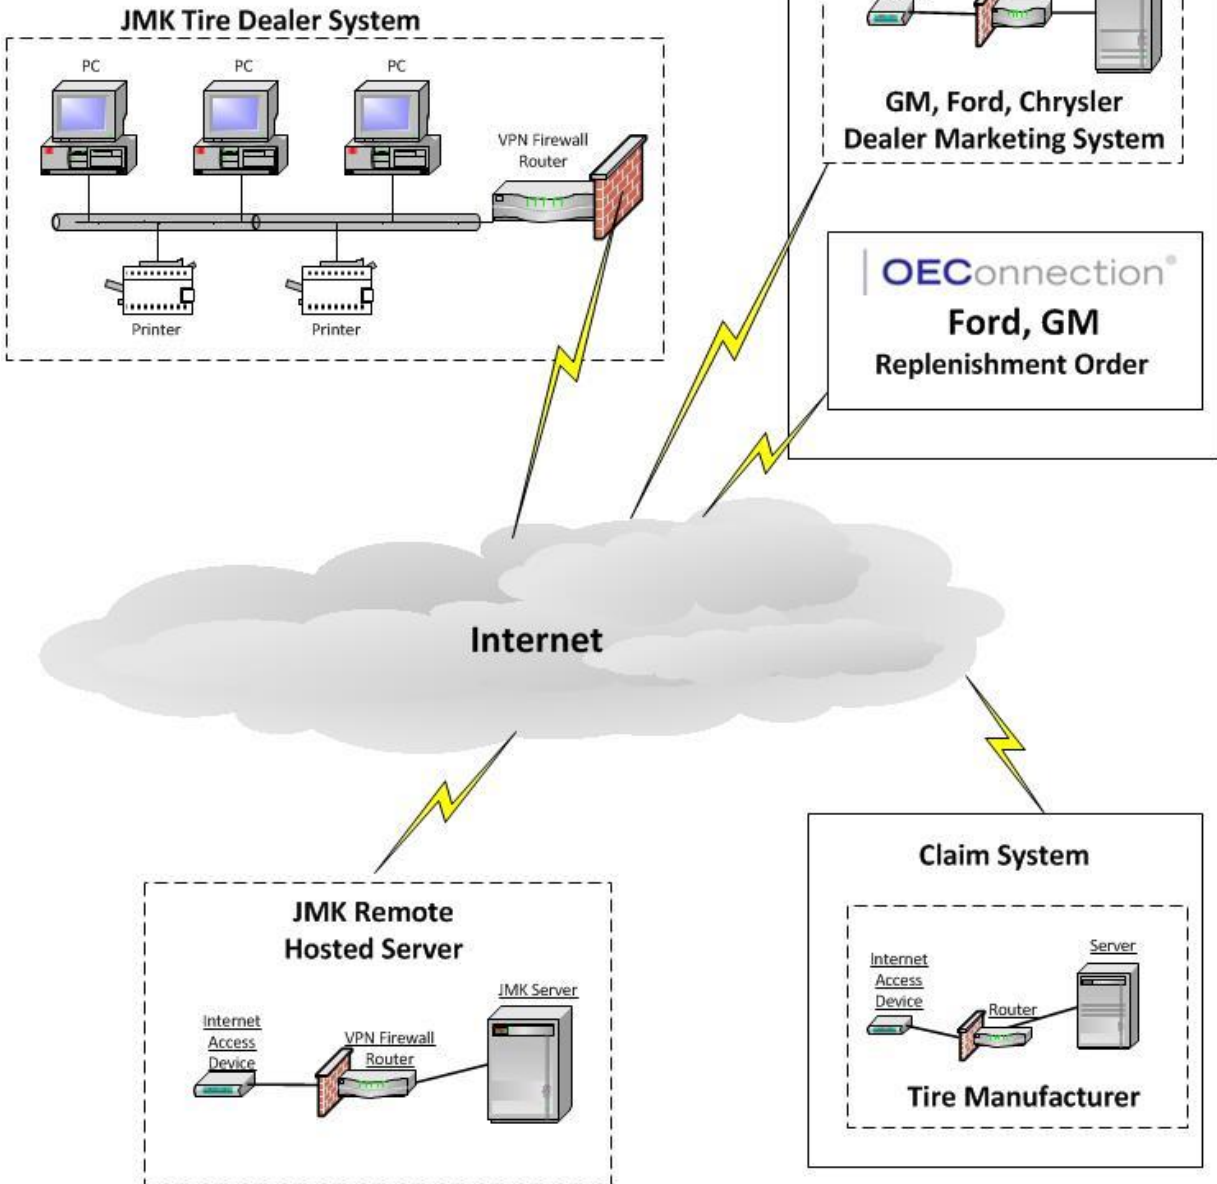 JMK Tire Dealer System
PC
PC
PC
VPN Firewall
Router
Printer
Printer
GM, Ford, Chrysler
Dealer Marketing System
OEConnection®
Ford, GM
Replenishment Order
Internet
JMK Remote
Hosted Server
Internet
Access
Device
VPN Firewall
Router
JMK Server
Claim System
Internet
Access
Device
Router
Server
Tire Manufacturer